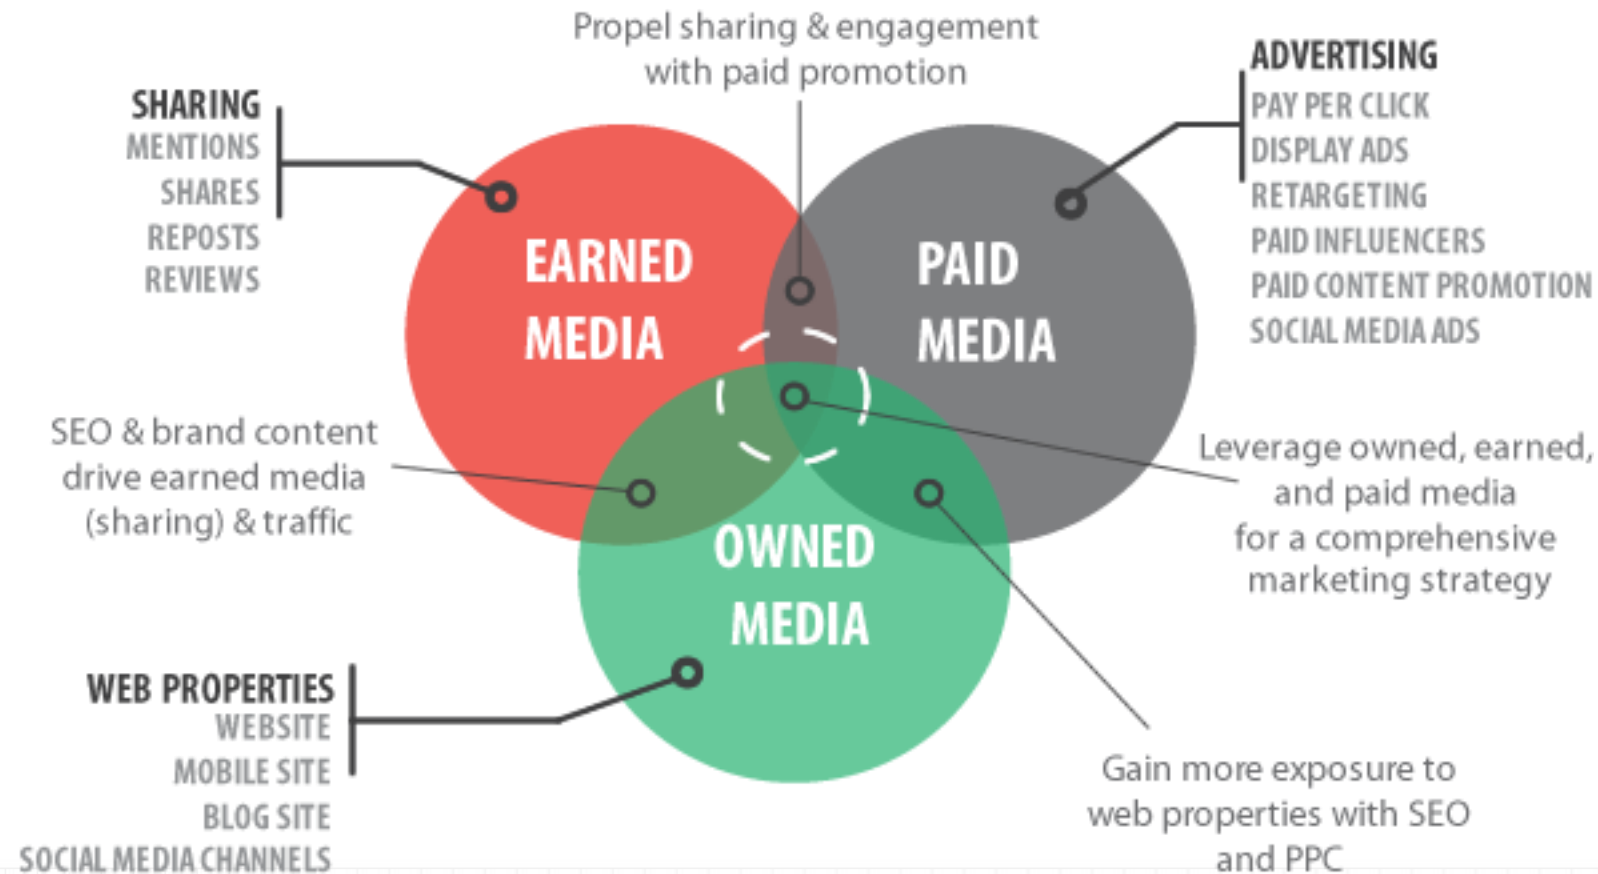 Propel sharing & engagement
with paid promotion
SHARING
MENTIONS
SHARES
REPOSTS
REVIEWS
ADVERTISING
PAY PER CLICK
DISPLAY ADS
RETARGETING
PAID INFLUENCERS
PAID CONTENT PROMOTION
SOCIAL MEDIA ADS
EARNED
MEDIA
PAID
MEDIA
SEO & brand content
drive earned media
(sharing) & traffic
Leverage owned, earned,
and paid media
for a comprehensive
marketing strategy
OWNED
MEDIA
WEB PROPERTIES
WEBSITE
MOBILE SITE
BLOG SITE
SOCIAL MEDIA CHANNELS
Gain more exposure to
web properties with SEO
and PPC